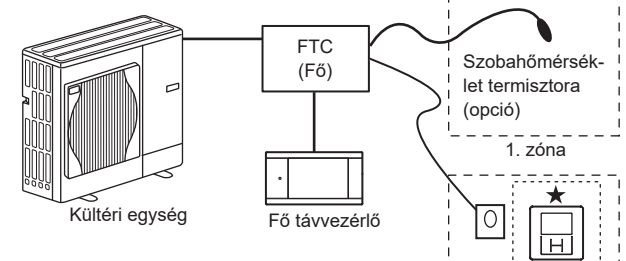 FTC
(Fő)
Szobahőmérsék-
let termisztora
(opció)
1. zóna
Kültéri egység
Fő távvezérlő